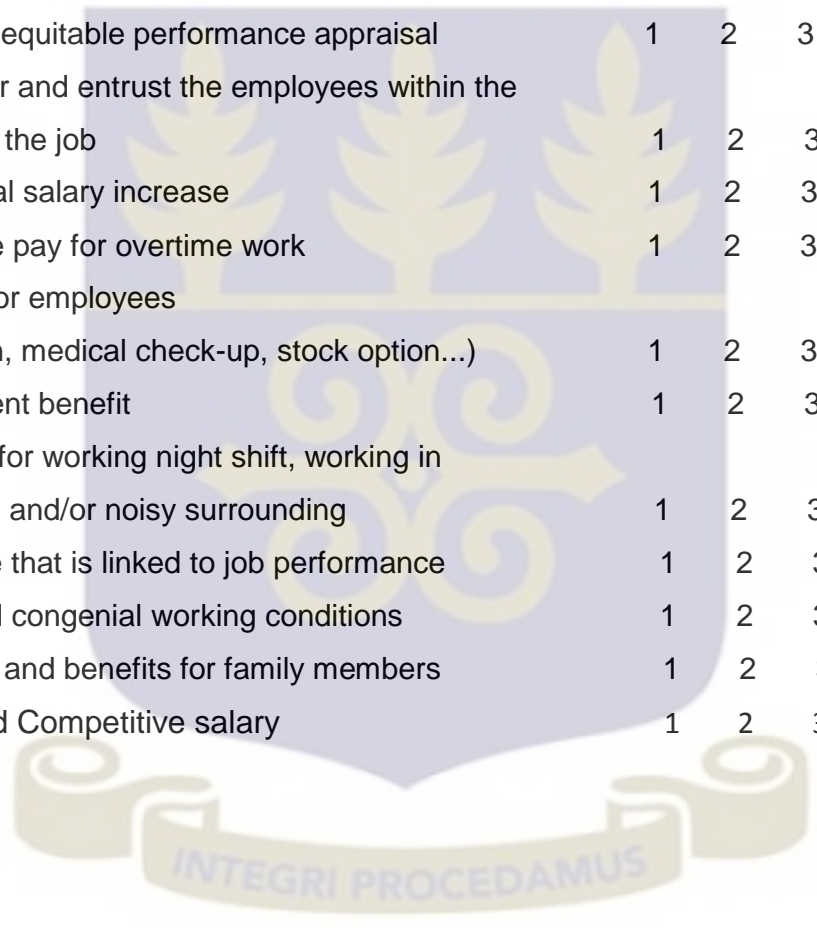 equitable performance appraisal 1 2 3
r and entrust the employees within the
the job 1 2 3
al salary increase 1 2 3
e pay for overtime work 1 2 3
or employees
n, medical check-up, stock option...) 1 2 3
ent benefit 1 2 3
for working night shift, working in
and/or noisy surrounding 1 2 3
e that is linked to job performance 1 2 3
d congenial working conditions 1 2 3
and benefits for family members 1 2
d Competitive salary 1 2 3
INTEGRI PROCEDAMUS